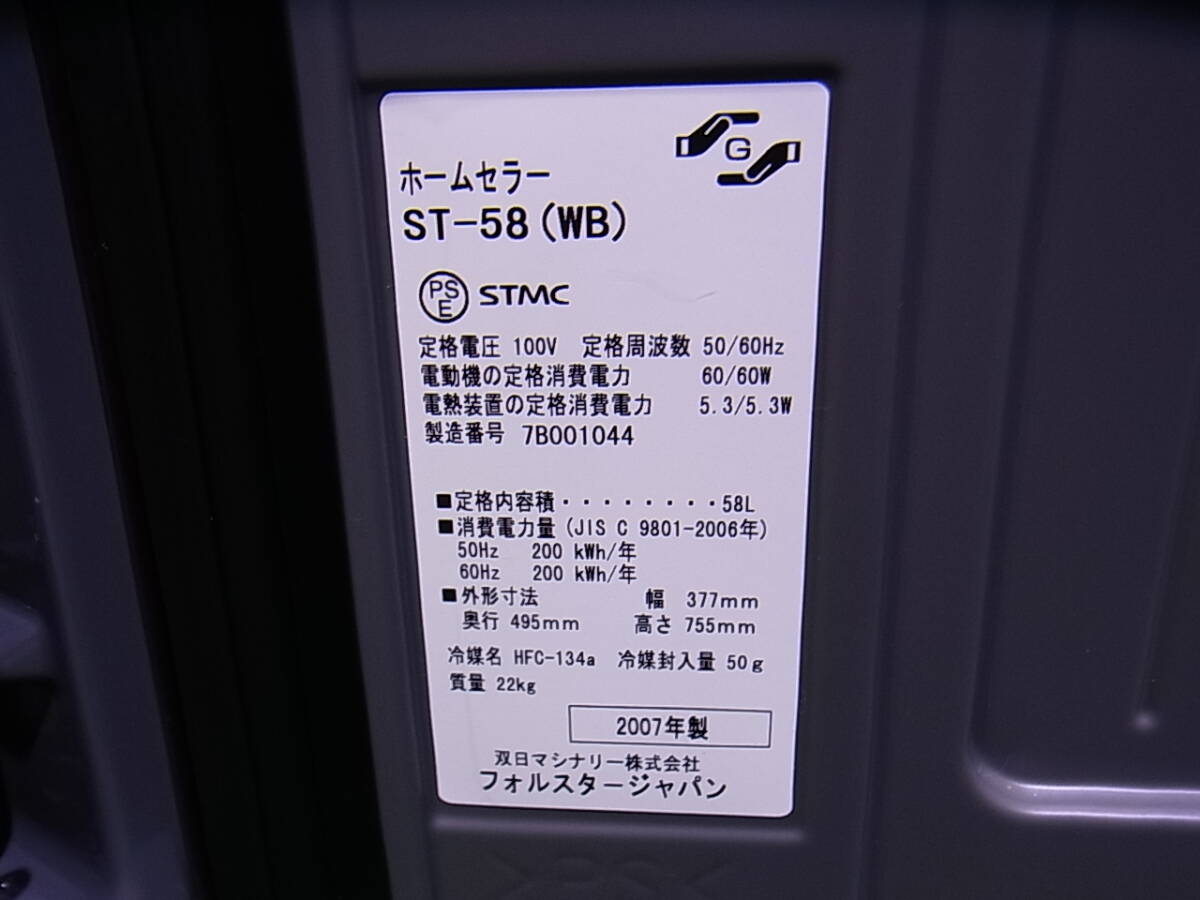 G
ホームセラー
ST-58(WB)
PS E STMC
定格電圧 100V 定格周波数 50/60Hz
電動機の定格消費電力 60/60W
電熱装置の定格消費電力 5.3/5.3W
製造番号 7B001044
■定格内容積・・・・・・・・58L
■消費電力量(JIS C 9801-2006年)
50Hz 200 kWh/年
60Hz 200 kWh/年
■外形寸法 幅 377mm
奥行 495mm 高さ 755mm
冷媒名 HFC-134a 冷媒封入量 50g
質量 22kg
2007年製
双日マシナリー株式会社
フォルスタージャパン